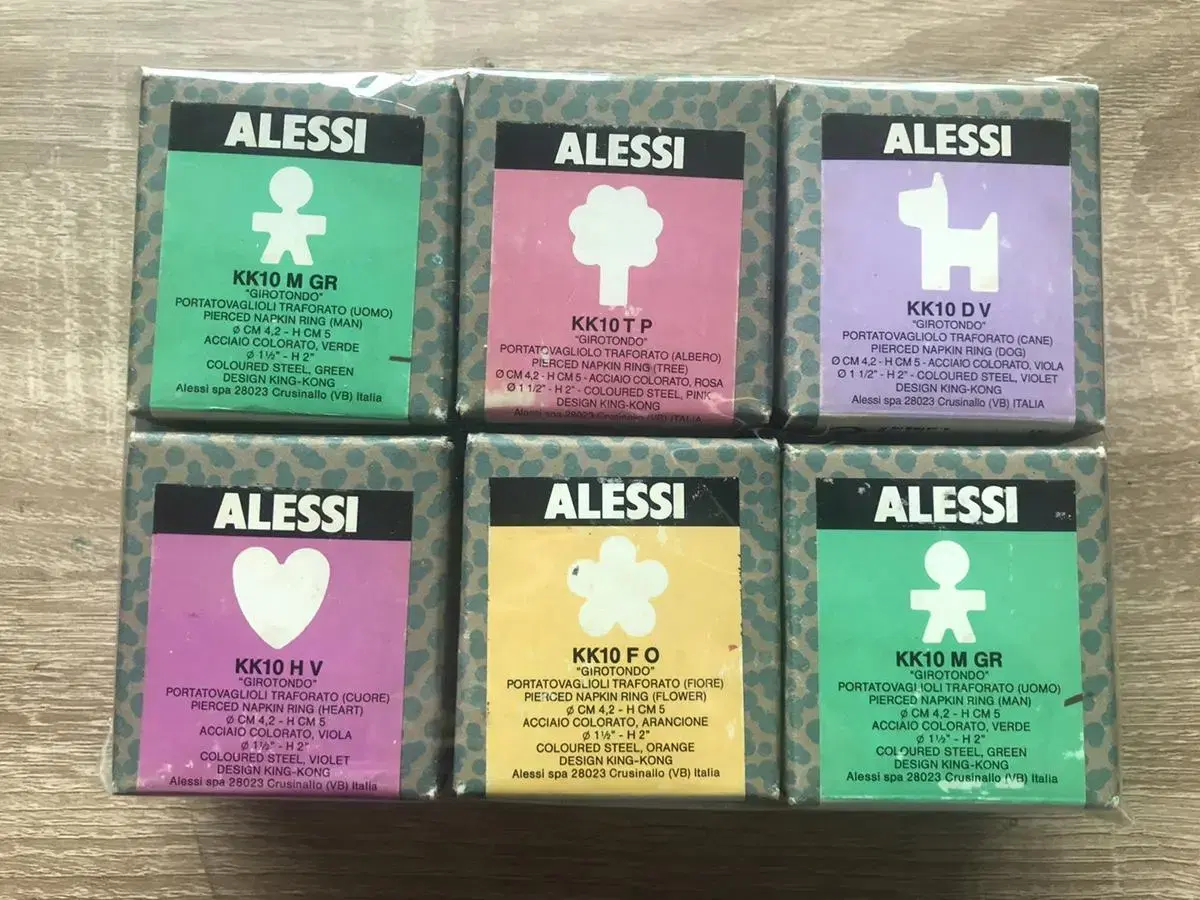 ALESSI
KK10 M GR
"GIROTONDO"
PORTATOVAGLIOLI TRAFORATO (UOMO)
PIERCED NAPKIN RING (MAN)
Ø CM 4,2 - H CM 5
ACCIAIO COLORATO, VERDE
Ø 1½" - H 2"
COLOURED STEEL, GREEN
DESIGN KING-KONG
Alessi spa 28023 Crusinallo (VB) Italia
ALESSI
KK10 T P
"GIROTONDO"
PORTATOVAGLIOLO TRAFORATO (ALBERO)
PIERCED NAPKIN RING (TREE)
Ø CM 4,2 - H CM 5 - ACCIAIO COLORATO, ROSA
Ø 1 1/2" - H 2" - COLOURED STEEL, PINK
DESIGN KING-KONG
Alessi spa 28023 Crusinallo (VB) ITALIA
ALESSI
KK10 D V
"GIROTONDO"
PORTATOVAGLIOLO TRAFORATO (CANE)
PIERCED NAPKIN RING (DOG)
Ø CM 4,2 - H CM 5 - ACCIAIO COLORATO, VIOLA
Ø 1 1/2" - H 2" - COLOURED STEEL, VIOLET
DESIGN KING-KONG
Alessi spa 28023 Crusinallo (VB) ITALIA
ALESSI
KK10 H V
"GIROTONDO"
PORTATOVAGLIOLI TRAFORATO (CUORE)
PIERCED NAPKIN RING (HEART)
Ø CM 4,2 - H CM 5
ACCIAIO COLORATO, VIOLA
Ø 1½" - H 2"
COLOURED STEEL, VIOLET
DESIGN KING-KONG
Alessi spa 28023 Crusinallo (VB) Italia
ALESSI
KK10 F O
"GIROTONDO"
PORTATOVAGLIOLI TRAFORATO (FIORE)
PIERCED NAPKIN RING (FLOWER)
Ø CM 4,2 - H CM 5
ACCIAIO COLORATO, ARANCIONE
Ø 1½" - H 2"
COLOURED STEEL, ORANGE
DESIGN KING-KONG
Alessi spa 28023 Crusinallo (VB) Italia
ALESSI
KK10 M GR
"GIROTONDO"
PORTATOVAGLIOLI TRAFORATO (UOMO)
PIERCED NAPKIN RING (MAN)
Ø CM 4,2 - H CM 5
ACCIAIO COLORATO, VERDE
Ø 1½" - H 2"
COLOURED STEEL, GREEN
DESIGN KING-KONG
Alessi spa 28023 Crusinallo (VB) Italia